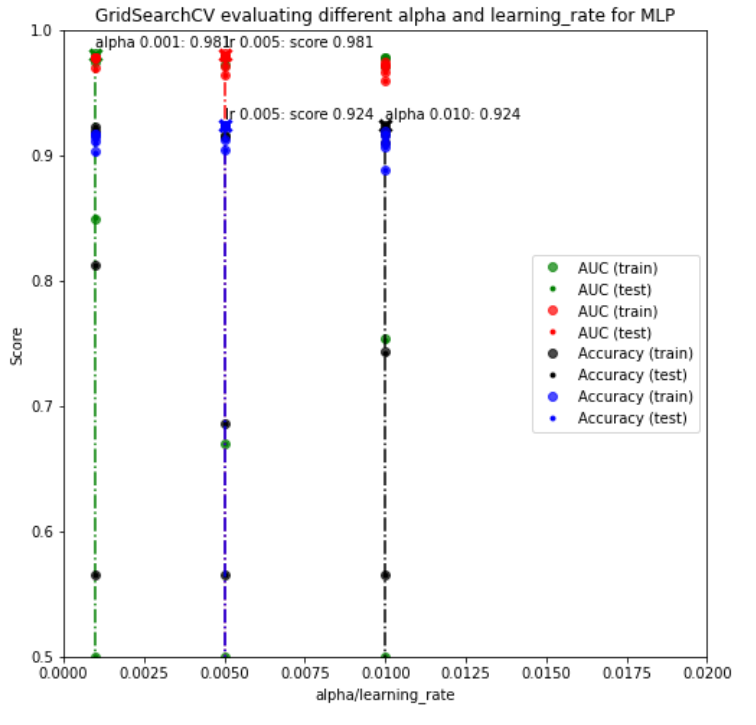 GridSearchCV evaluating different alpha and learning_rate for MLP
1.0
alpha 0.001: 0.981
lr 0.005: score 0.981
lr 0.005: score 0.924
alpha 0.010: 0.924
0.9
0.8
0.7
0.6
0.5
Score
AUC (train)
AUC (test)
AUC (train)
AUC (test)
Accuracy (train)
Accuracy (test)
Accuracy (train)
Accuracy (test)
0.0000
0.0025
0.0050
0.0075
0.0100
0.0125
0.0150
0.0175
0.0200
alpha/learning_rate